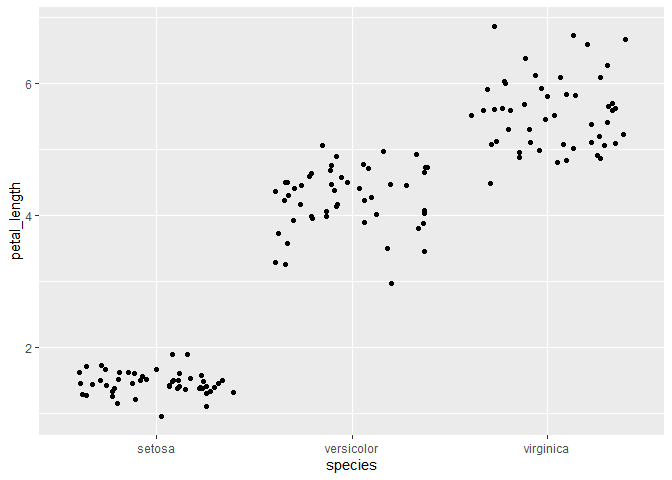 petal_length
6
4
2
setosa versicolor virginica
species